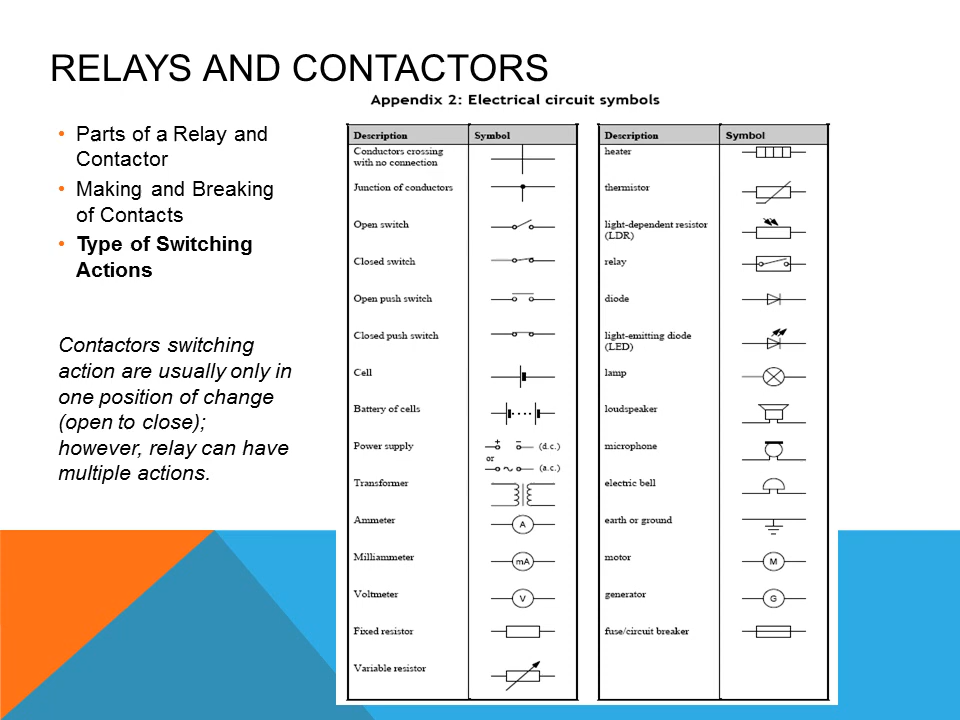 RELAYS AND CONTACTORS
• Parts of a Relay and
Contactor
• Making and Breaking
of Contacts
• Type of Switching
Actions
Contactors switching
action are usually only in
one position of change
(open to close);
however, relay can have
multiple actions.
Appendix 2: Electrical circuit symbols
Description Symbol
Conductors crossing
with no connection
Junction of conductors
Open switch
Closed switch
Open push switch
Closed push switch
Cell
Battery of cells
Power supply + − (d.c.)
or
(a.c.)
Transformer
Ammeter A
Milliammeter mA
Voltmeter V
Fixed resistor
Variable resistor
Description Symbol
heater
thermistor
light-dependent resistor
(LDR)
relay
diode
light-emitting diode
(LED)
lamp
loudspeaker
microphone
electric bell
earth or ground
motor M
generator G
fuse/circuit breaker